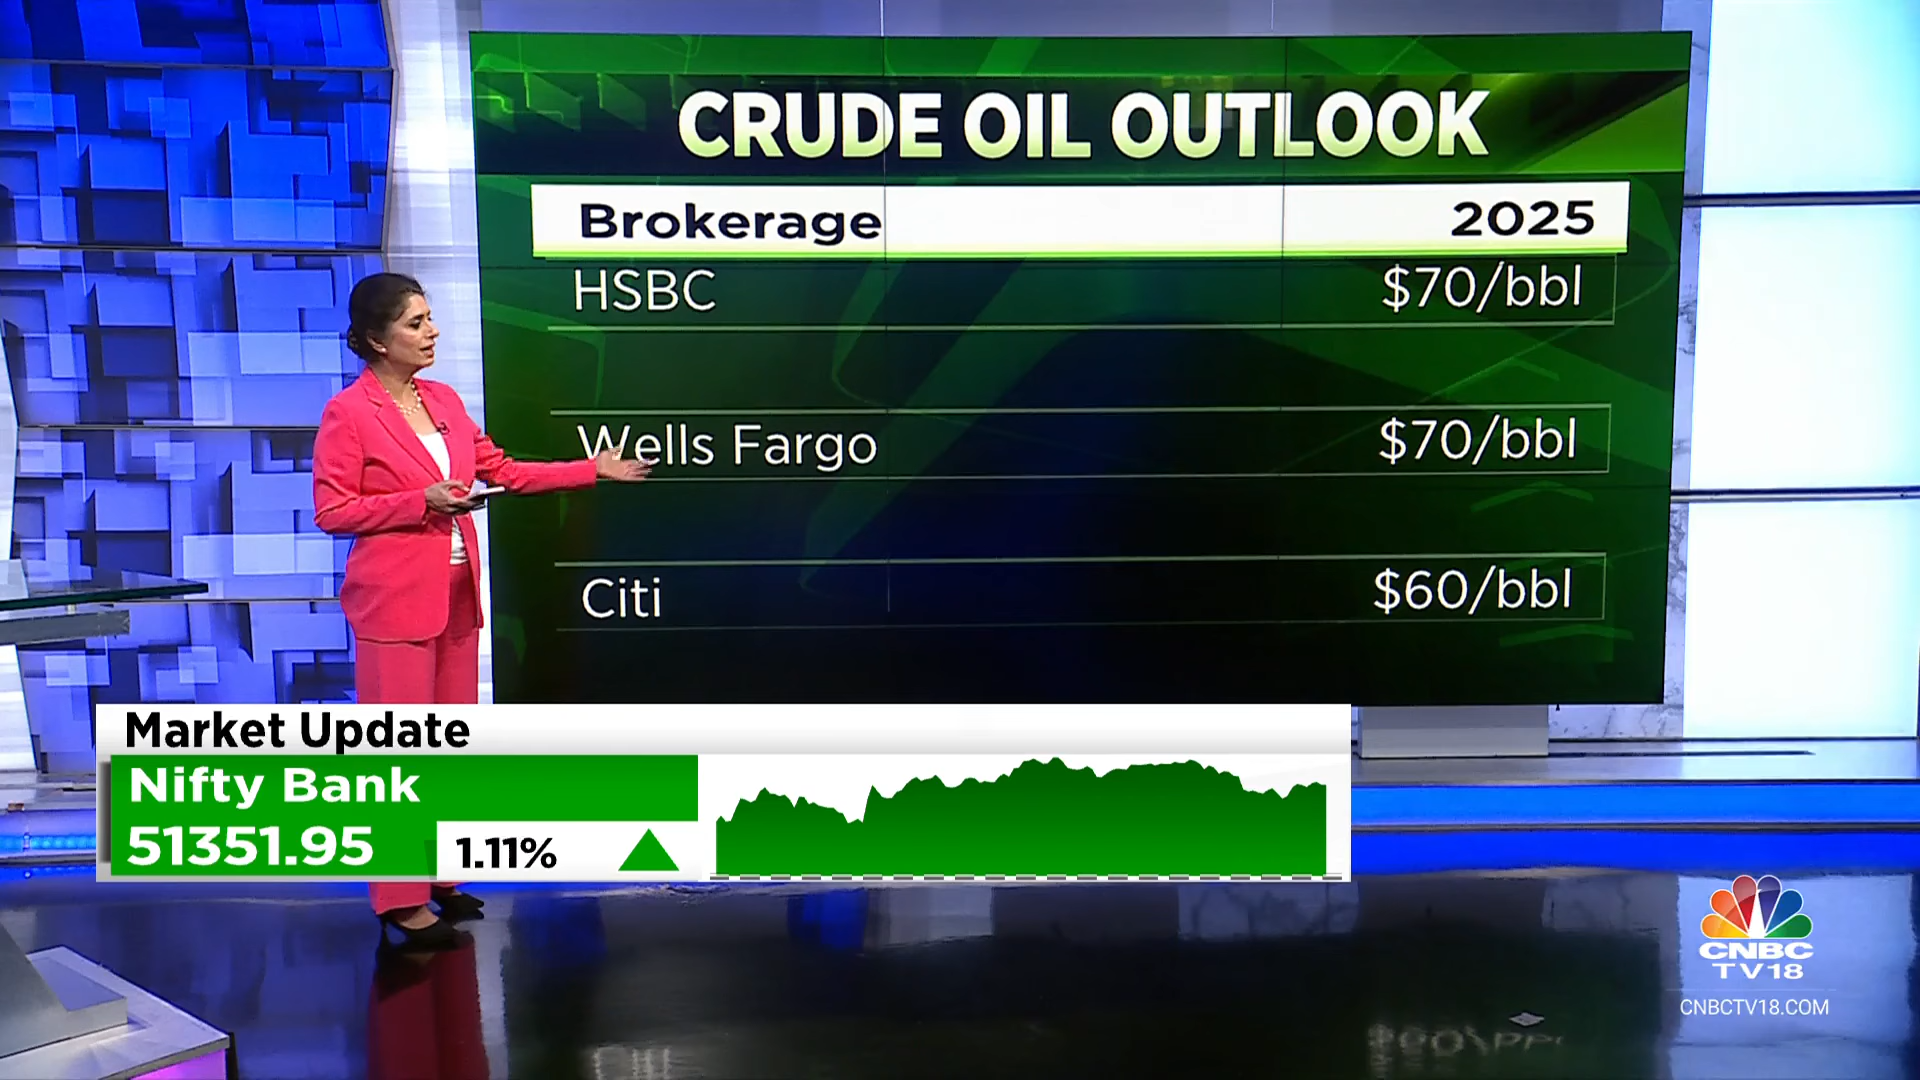 CRUDE OIL OUTLOOK
Brokerage 2025
HSBC $70/bbl
Wells Fargo $70/bbl
Citi $60/bbl
Market Update
Nifty Bank
51351.95 1.11%
CNBC
TV18
CNBCTV18.COM